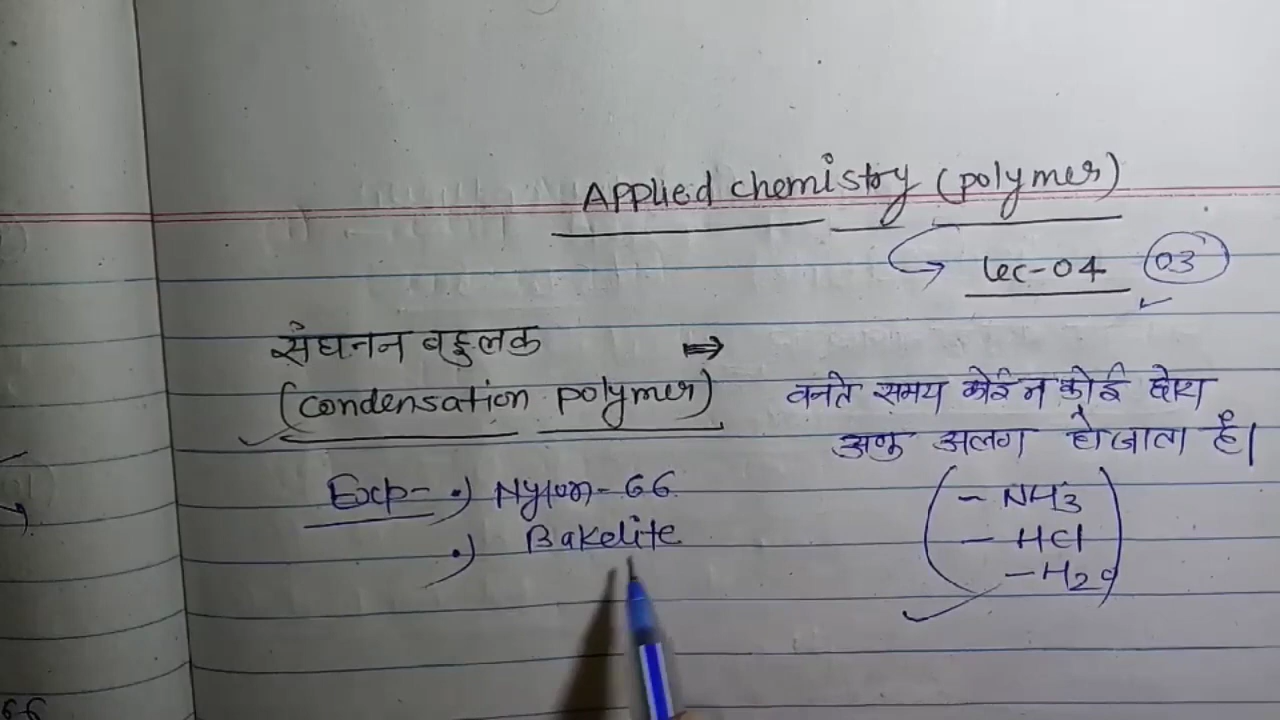 Applied chemistry (polymer)
Lec-04 03
संघनन बहुलक ⇒
(condensation polymer) बनते समय कोई न कोई छोटा
अणु अलग हो जाता है।
Exp- •) Nylon-66
•) Bakelite
- NH3
- HCl
- H2O
66